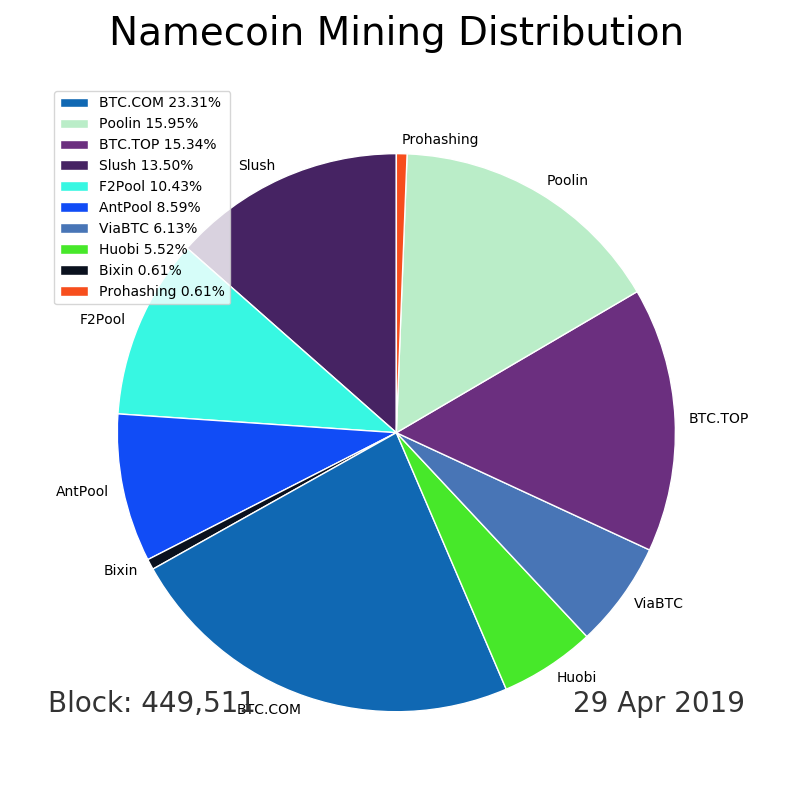 Namecoin Mining Distribution
BTC.COM 23.31%
Poolin 15.95%
BTC.TOP 15.34%
Slush 13.50%
F2Pool 10.43%
AntPool 8.59%
ViaBTC 6.13%
Huobi 5.52%
Bixin 0.61%
Prohashing 0.61%
Prohashing
Slush
Poolin
F2Pool
BTC.TOP
AntPool
Bixin
ViaBTC
Huobi
Block: 449,511
29 Apr 2019
BTC.COM